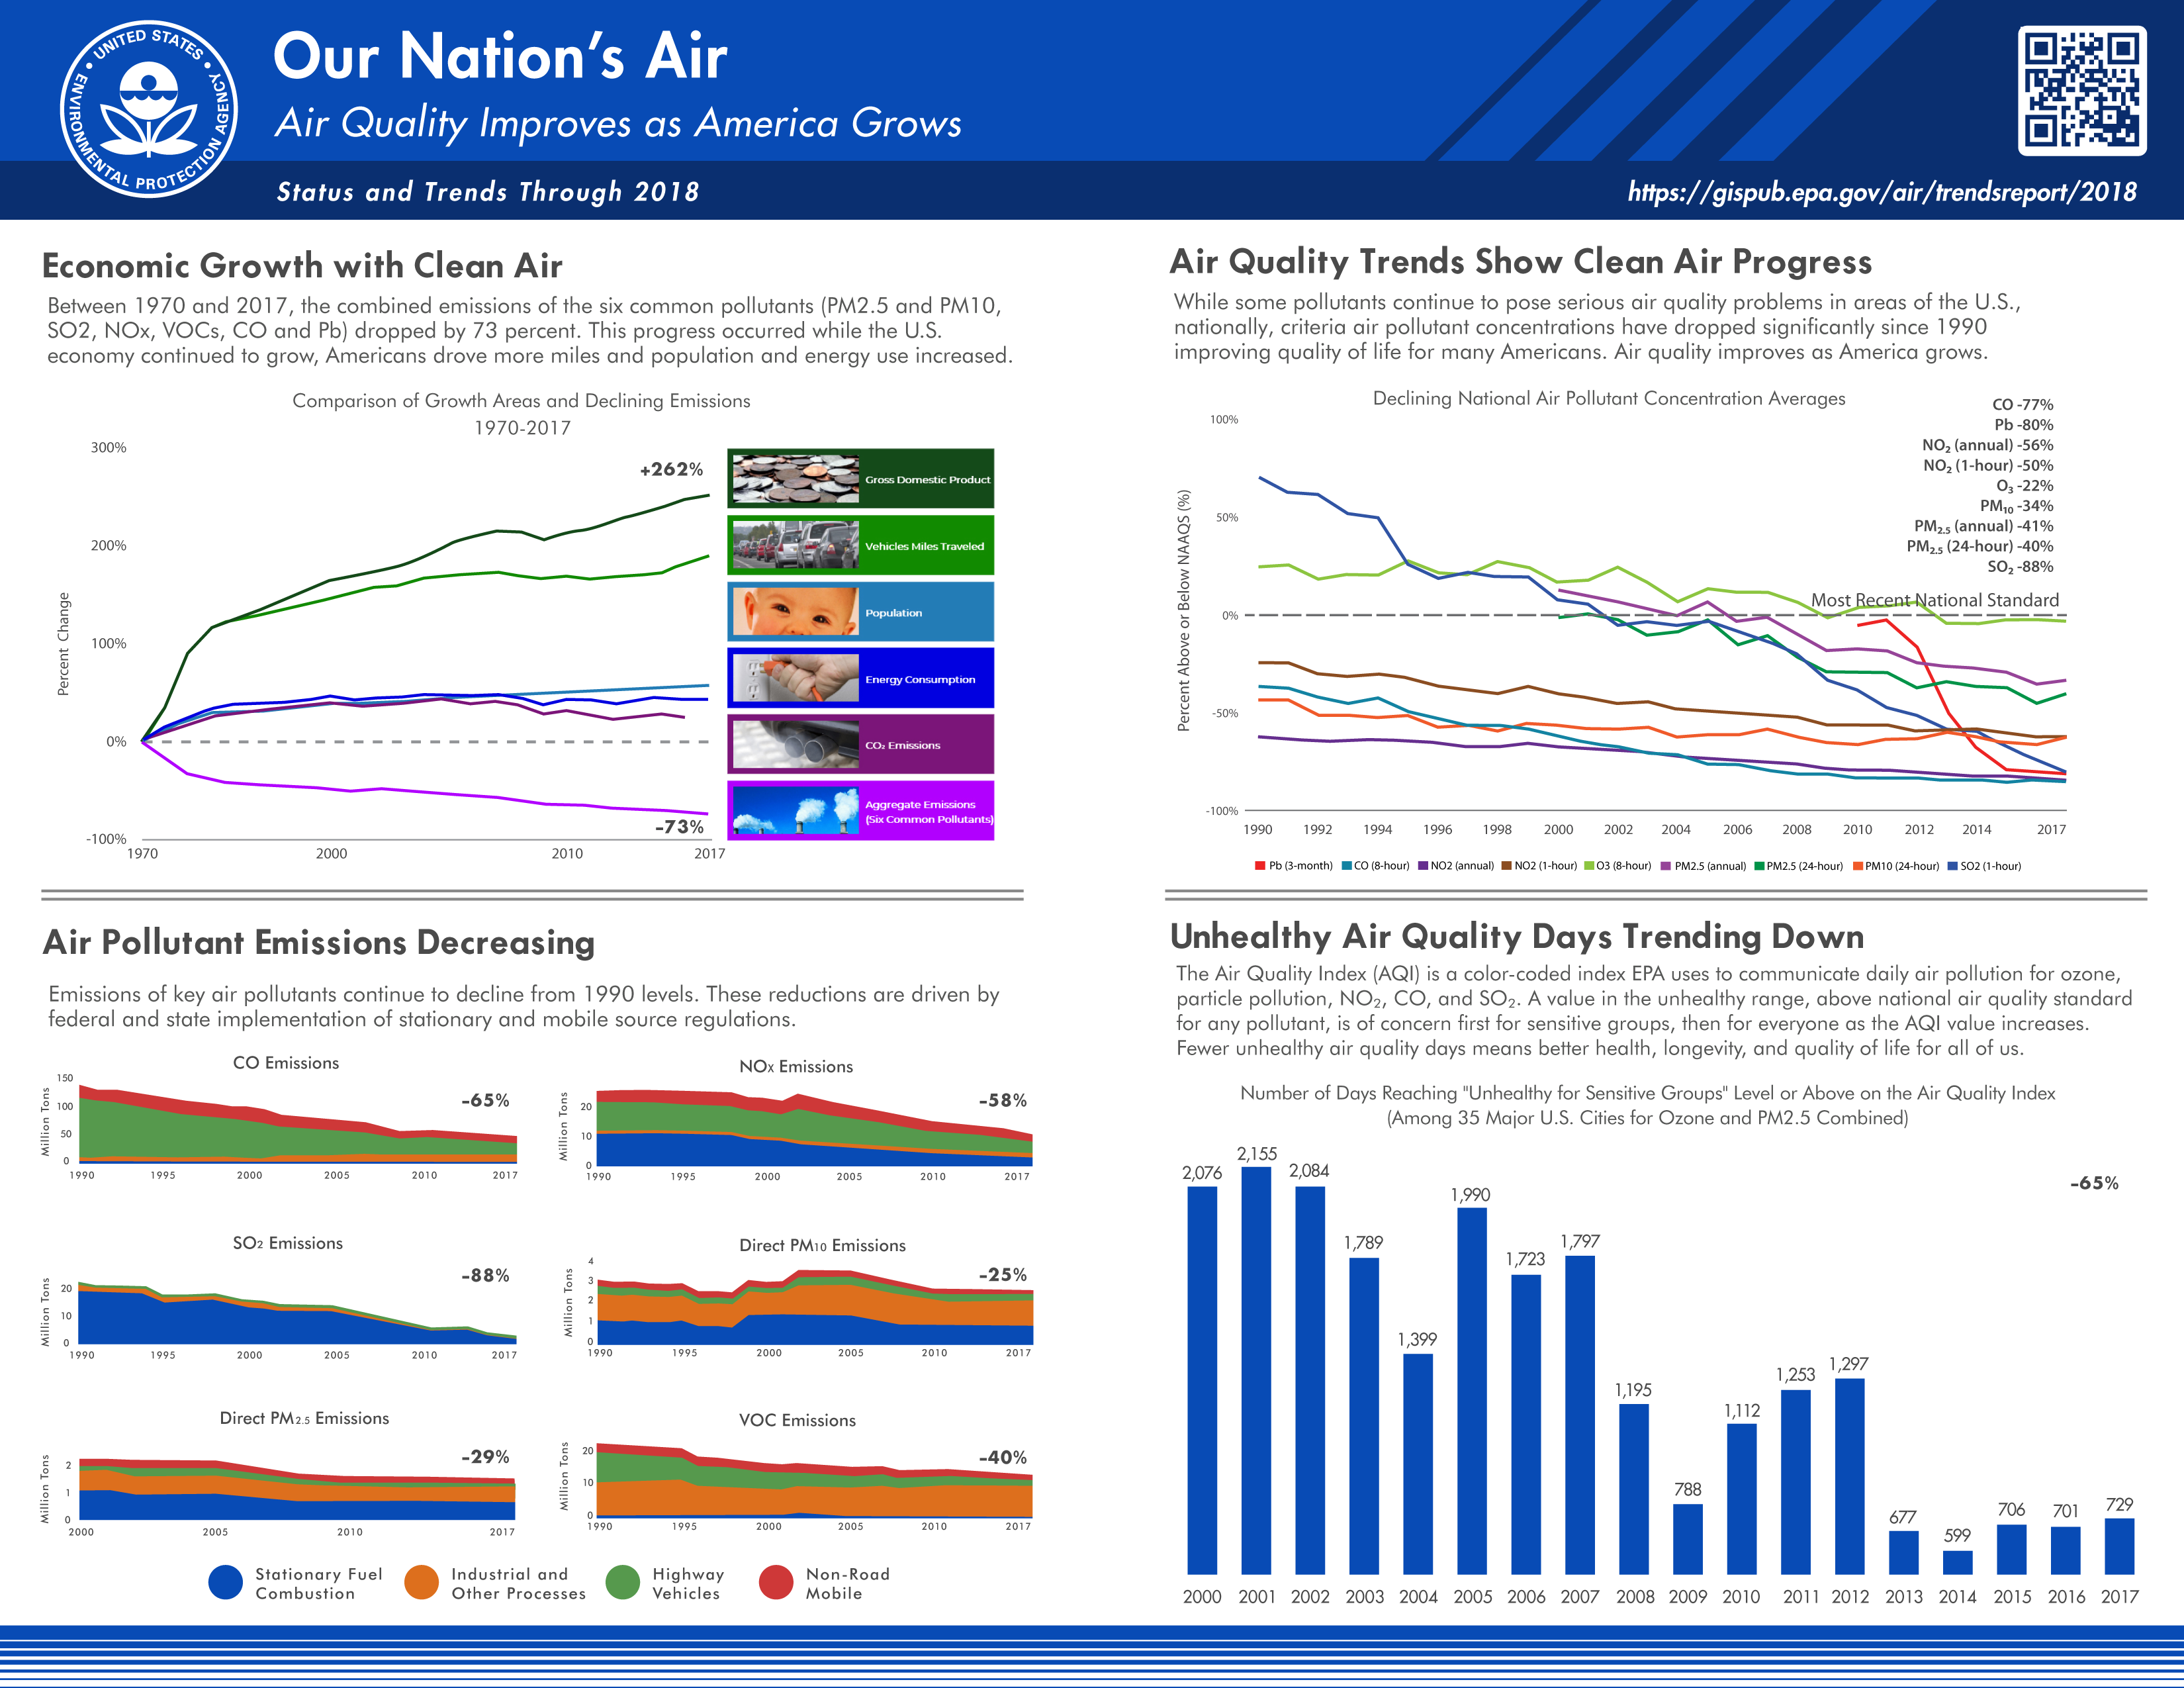 UNITED STATES
ENVIRONMENTAL PROTECTION AGENCY
Our Nation's Air
Air Quality Improves as America Grows
Status and Trends Through 2018
https://gispub.epa.gov/air/trendsreport/2018
Economic Growth with Clean Air
Between 1970 and 2017, the combined emissions of the six common pollutants (PM2.5 and PM10,
SO2, NOx, VOCs, CO and Pb) dropped by 73 percent. This progress occurred while the U.S.
economy continued to grow, Americans drove more miles and population and energy use increased.
Comparison of Growth Areas and Declining Emissions
1970-2017
Percent Change
300%
200%
100%
0%
-100%
+262%
-73%
1970
2000
2010
2017
Gross Domestic Product
Vehicles Miles Traveled
Population
Energy Consumption
CO₂ Emissions
Aggregate Emissions
(Six Common Pollutants)
Air Quality Trends Show Clean Air Progress
While some pollutants continue to pose serious air quality problems in areas of the U.S.,
nationally, criteria air pollutant concentrations have dropped significantly since 1990
improving quality of life for many Americans. Air quality improves as America grows.
Declining National Air Pollutant Concentration Averages
CO -77%
Pb -80%
NO₂ (annual) -56%
NO₂ (1-hour) -50%
O₃ -22%
PM₁₀ -34%
PM₂.₅ (annual) -41%
PM₂.₅ (24-hour) -40%
SO₂ -88%
Most Recent National Standard
Percent Above or Below NAAQS (%)
100%
50%
0%
-50%
-100%
1990 1992 1994 1996 1998 2000 2002 2004 2006 2008 2010 2012 2014 2017
Pb (3-month) CO (8-hour) NO2 (annual) NO2 (1-hour) O3 (8-hour) PM2.5 (annual) PM2.5 (24-hour) PM10 (24-hour) SO2 (1-hour)
Air Pollutant Emissions Decreasing
Emissions of key air pollutants continue to decline from 1990 levels. These reductions are driven by
federal and state implementation of stationary and mobile source regulations.
CO Emissions
-65%
Million Tons
150
100
50
0
1990 1995 2000 2005 2010 2017
NOx Emissions
-58%
Million Tons
20
10
0
1990 1995 2000 2005 2010 2017
SO₂ Emissions
-88%
Million Tons
20
10
0
1990 1995 2000 2005 2010 2017
Direct PM₁₀ Emissions
-25%
Million Tons
4
3
2
1
0
1990 1995 2000 2005 2010 2017
Direct PM₂.₅ Emissions
-29%
Million Tons
2
1
0
2000 2005 2010 2017
VOC Emissions
-40%
Million Tons
20
10
0
1990 1995 2000 2005 2010 2017
Stationary Fuel
Combustion
Industrial and
Other Processes
Highway
Vehicles
Non-Road
Mobile
Unhealthy Air Quality Days Trending Down
The Air Quality Index (AQI) is a color-coded index EPA uses to communicate daily air pollution for ozone,
particle pollution, NO₂, CO, and SO₂. A value in the unhealthy range, above national air quality standard
for any pollutant, is of concern first for sensitive groups, then for everyone as the AQI value increases.
Fewer unhealthy air quality days means better health, longevity, and quality of life for all of us.
Number of Days Reaching "Unhealthy for Sensitive Groups" Level or Above on the Air Quality Index
(Among 35 Major U.S. Cities for Ozone and PM2.5 Combined)
-65%
2,076 2,155 2,084 1,789 1,399 1,990 1,723 1,797 1,195 788 1,112 1,253 1,297 677 599 706 701 729
2000 2001 2002 2003 2004 2005 2006 2007 2008 2009 2010 2011 2012 2013 2014 2015 2016 2017